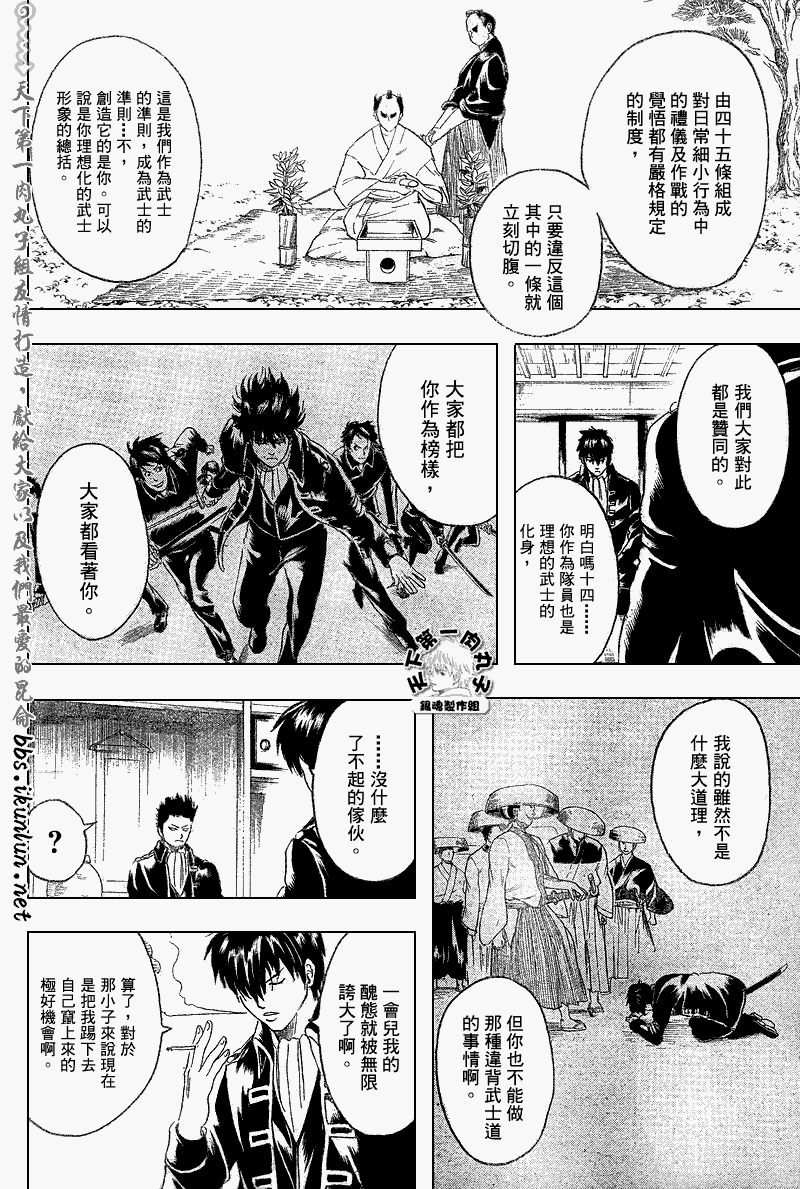 由四十五條組成
對日常細小行為中
的禮儀及作戰的
覺悟都有嚴格規定
的制度，
只要違反這個
其中的一條就
立刻切腹。
這是我們作為武士
的準則，成為武士的
準則……不，
創造它的是你。可以
說是你理想化的武士
形象的總括。
我們大家對此
都是贊同的。
明白嗎十四……
你作為隊員也是
理想的武士的
化身，
大家都把
你作為榜樣，
大家都看著你。
我說的雖然不是
什麼大道理，
但你也不能做
那種違背武士道
的事情啊。
……沒什麼
了不起的傢伙
。
？
一會兒我的
醜態就被無限
誇大了啊。
算了，對於
那小子來說現在
是把我踢下去
自己竄上來的
極好機會啊。
天下第一肉丸子
銀魂製作組
天下第一肉丸子組友情打造，獻給大家以及我們最愛的昆侖 bbs.ikunlun.net